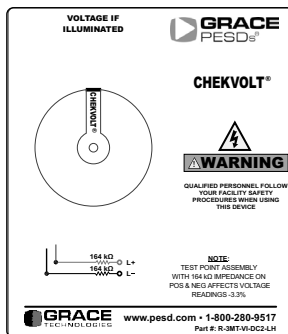 VOLTAGE IF
ILLUMINATED
GRACE
PESDs®
CHEKVOLT®
CHEKVOLT®
WARNING
QUALIFIED PERSONNEL FOLLOW
YOUR FACILITY SAFETY
PROCEDURES WHEN USING
THIS DEVICE
164 kΩ L+
164 kΩ L−
NOTE:
TEST POINT ASSEMBLY
WITH 164 kΩ IMPEDANCE ON
POS & NEG AFFECTS VOLTAGE
READINGS -3.3%
GRACE
TECHNOLOGIES
www.pesd.com • 1-800-280-9517
Part #: R-3MT-VI-DC2-LH